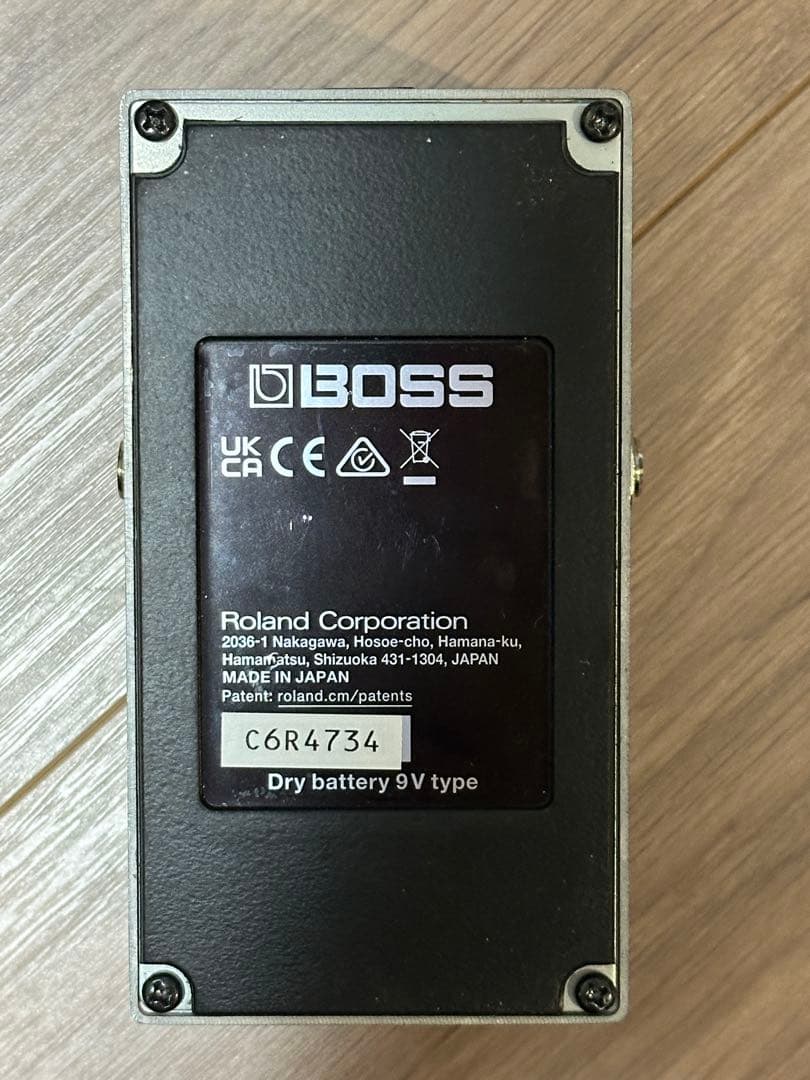 BOSS
UK
CA CE
Roland Corporation
2036-1 Nakagawa, Hosoe-cho, Hamana-ku,
Hamamatsu, Shizuoka 431-1304, JAPAN
MADE IN JAPAN
Patent: roland.cm/patents
C6R4734
Dry battery 9V type